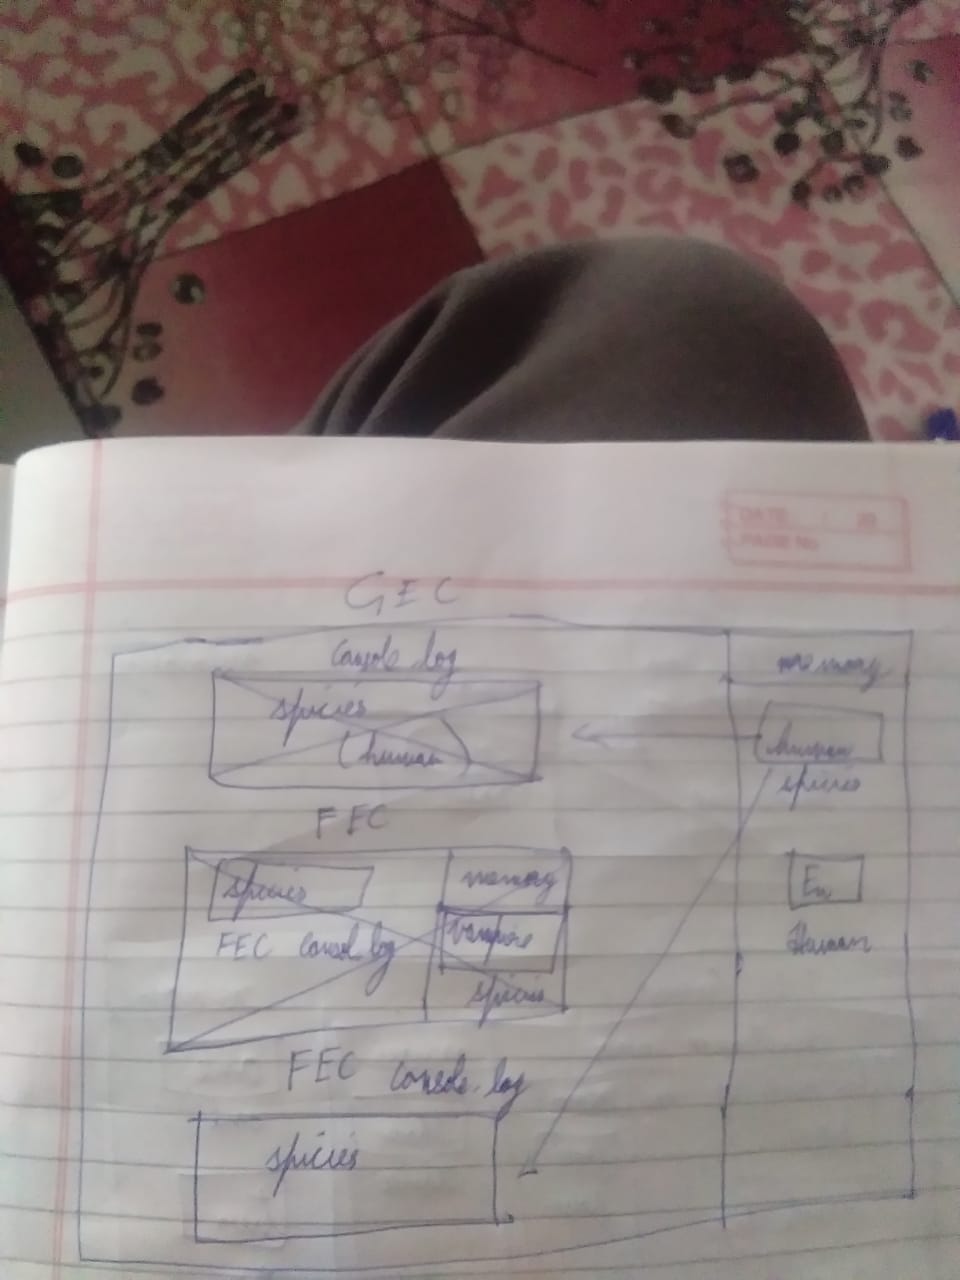 DATE / 20
PAGE No
GEC
console log
memory
spicies
(human)
human
spicies
FEC
spicies
memory
FEC consol log
vampire
spicies
En
Human
FEC console.log
spicies